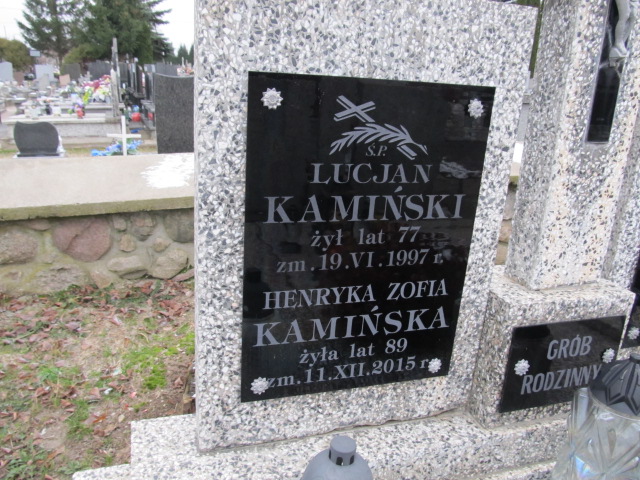 Ś.P.
LUCJAN
KAMIŃSKI
żył lat 77
zm. 19. VI. 1997 r.
HENRYKA ZOFIA
KAMIŃSKA
żyła lat 89
zm. 11. XII. 2015 r.
GRÓB
RODZINNY